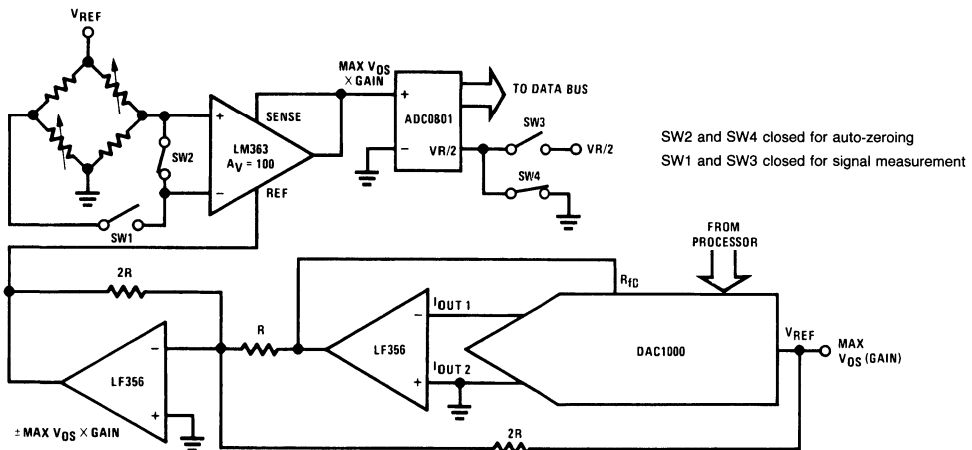 VREF
MAX VOS
× GAIN
TO DATA BUS
+
SENSE
ADC0801
SW3
SW2 and SW4 closed for auto-zeroing
+
LM363
AV = 100
SW2
−
VR/2
VR/2
SW1 and SW3 closed for signal measurement
−
REF
SW4
SW1
FROM
PROCESSOR
2R
Rfb
IOUT 1
R
−
VREF
−
LF356
DAC1000
MAX
VOS (GAIN)
LF356
IOUT 2
+
+
± MAX VOS × GAIN
2R